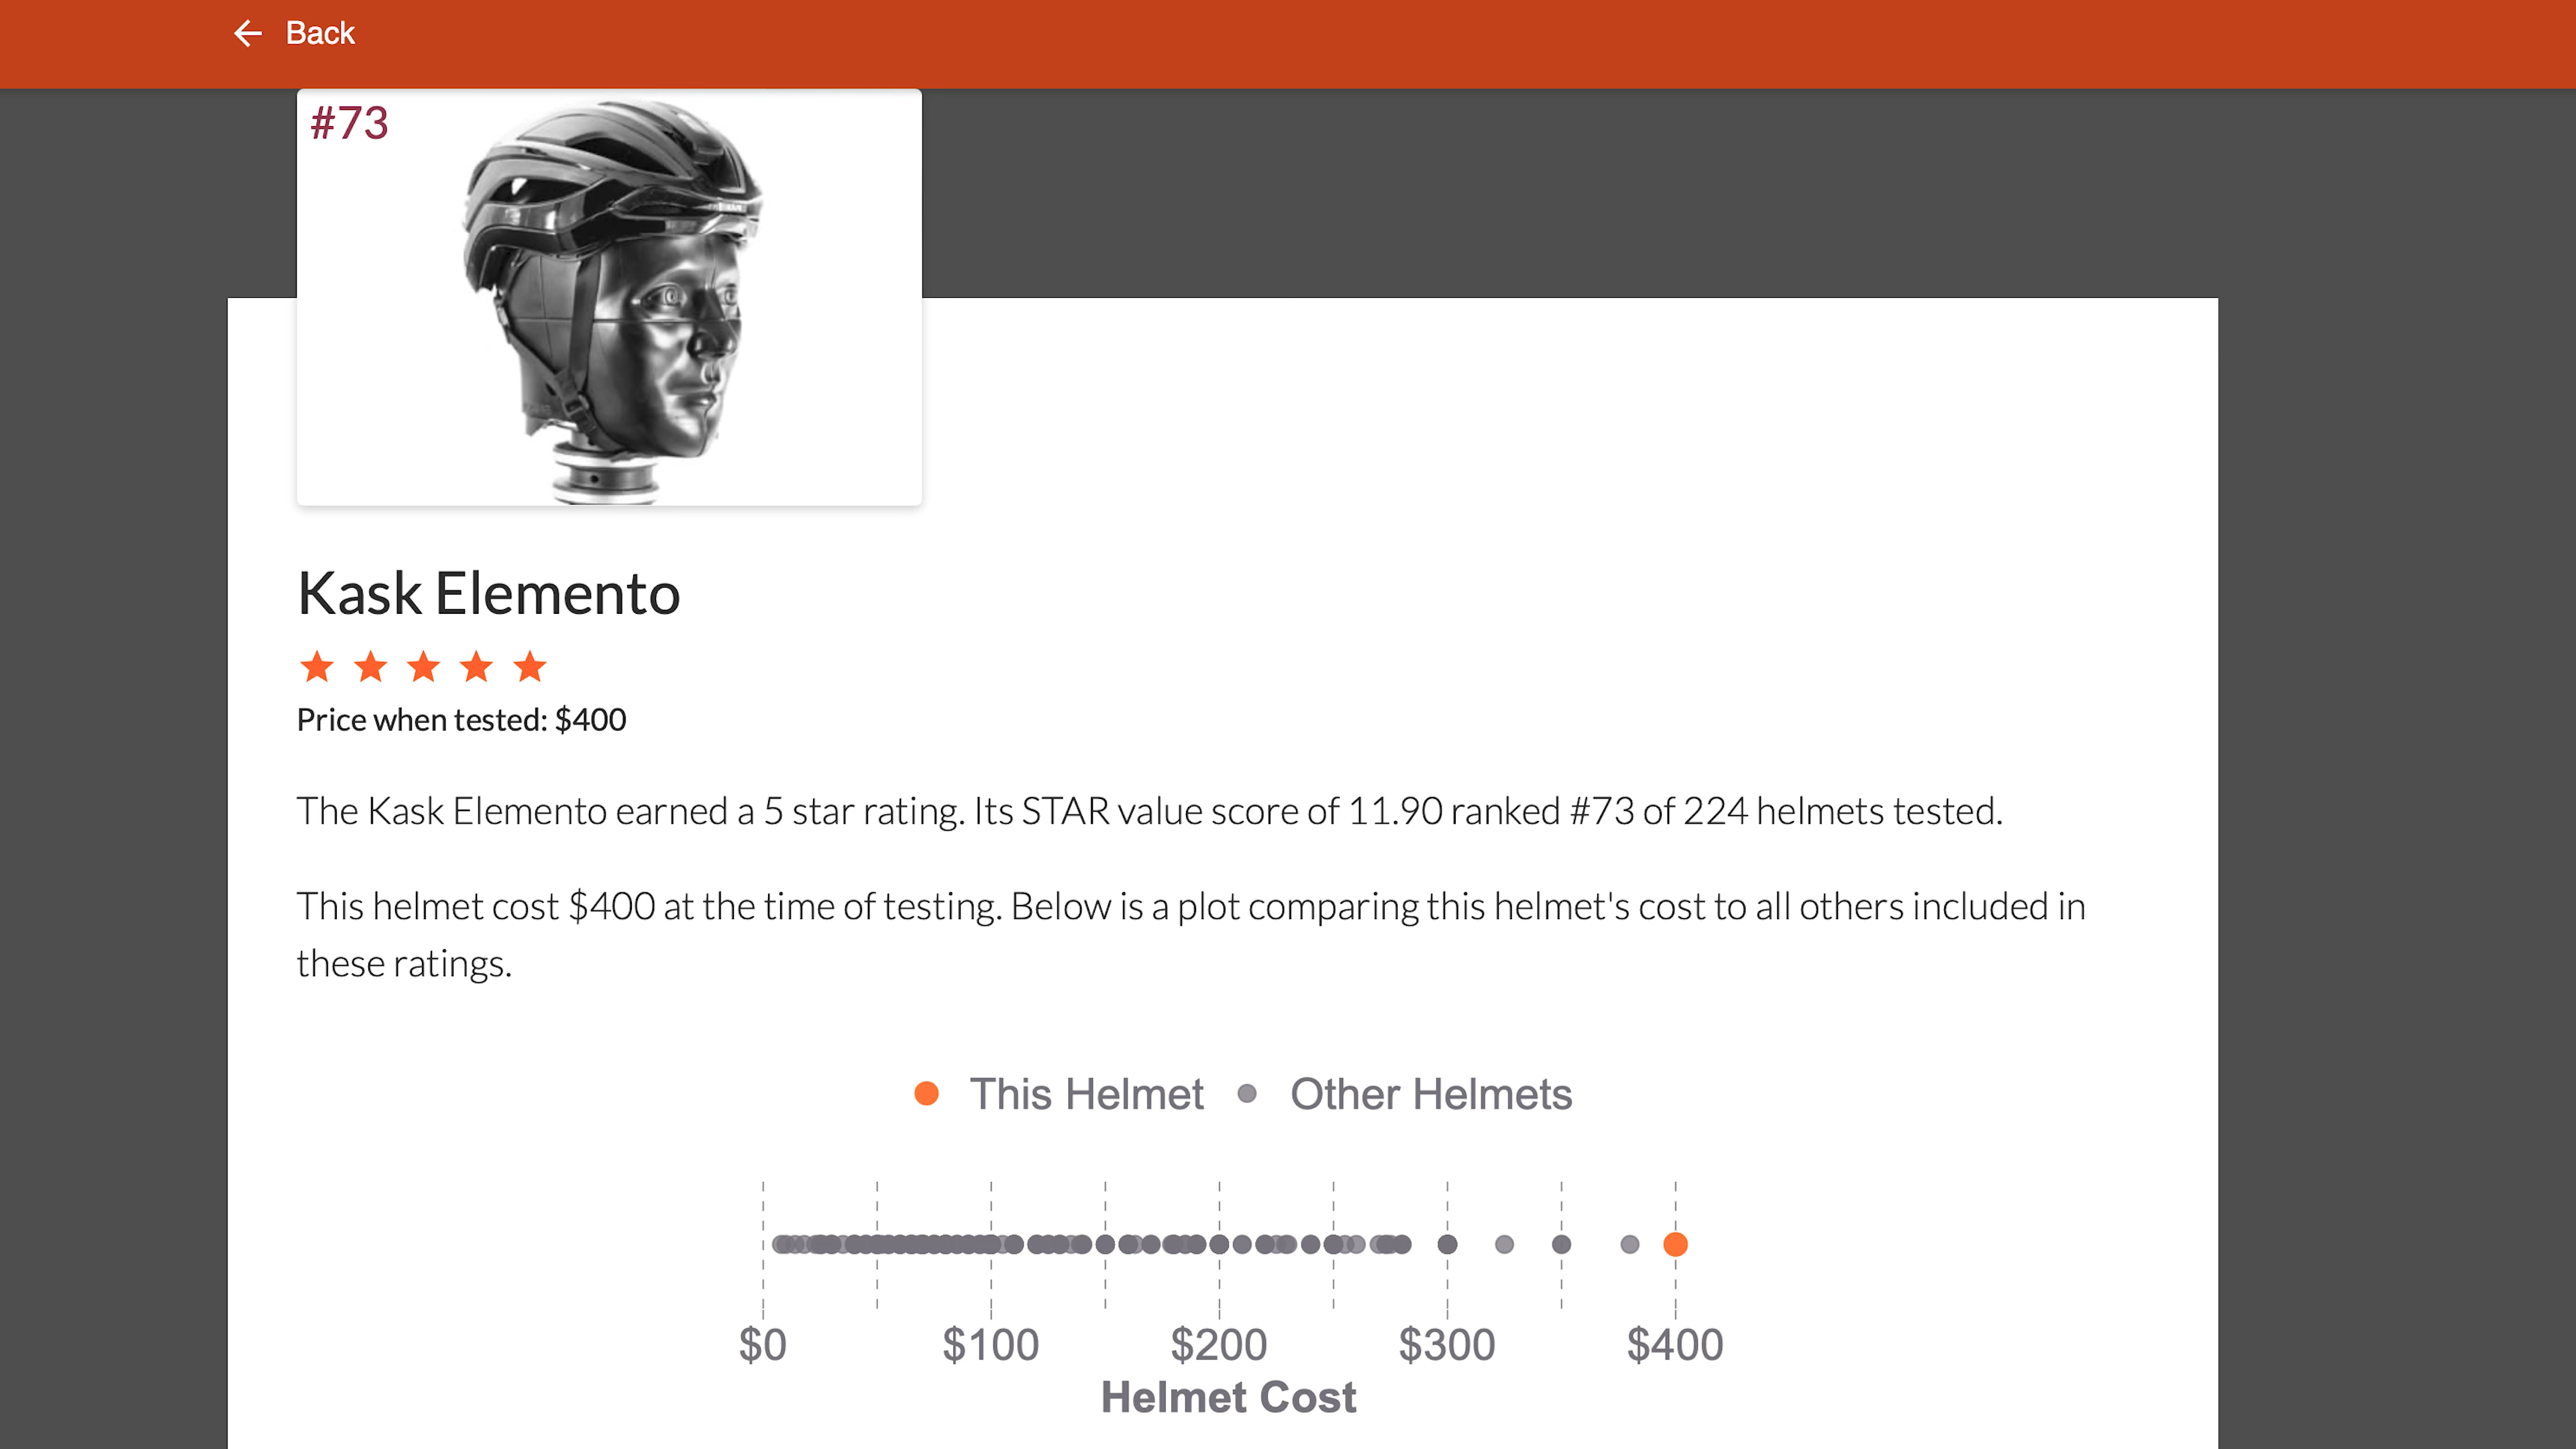 Back
#73
Kask Elemento
Price when tested: $400
The Kask Elemento earned a 5 star rating. Its STAR value score of 11.90 ranked #73 of 224 helmets tested.
This helmet cost $400 at the time of testing. Below is a plot comparing this helmet's cost to all others included in
these ratings.
This Helmet Other Helmets
$0 $100 $200 $300 $400
Helmet Cost